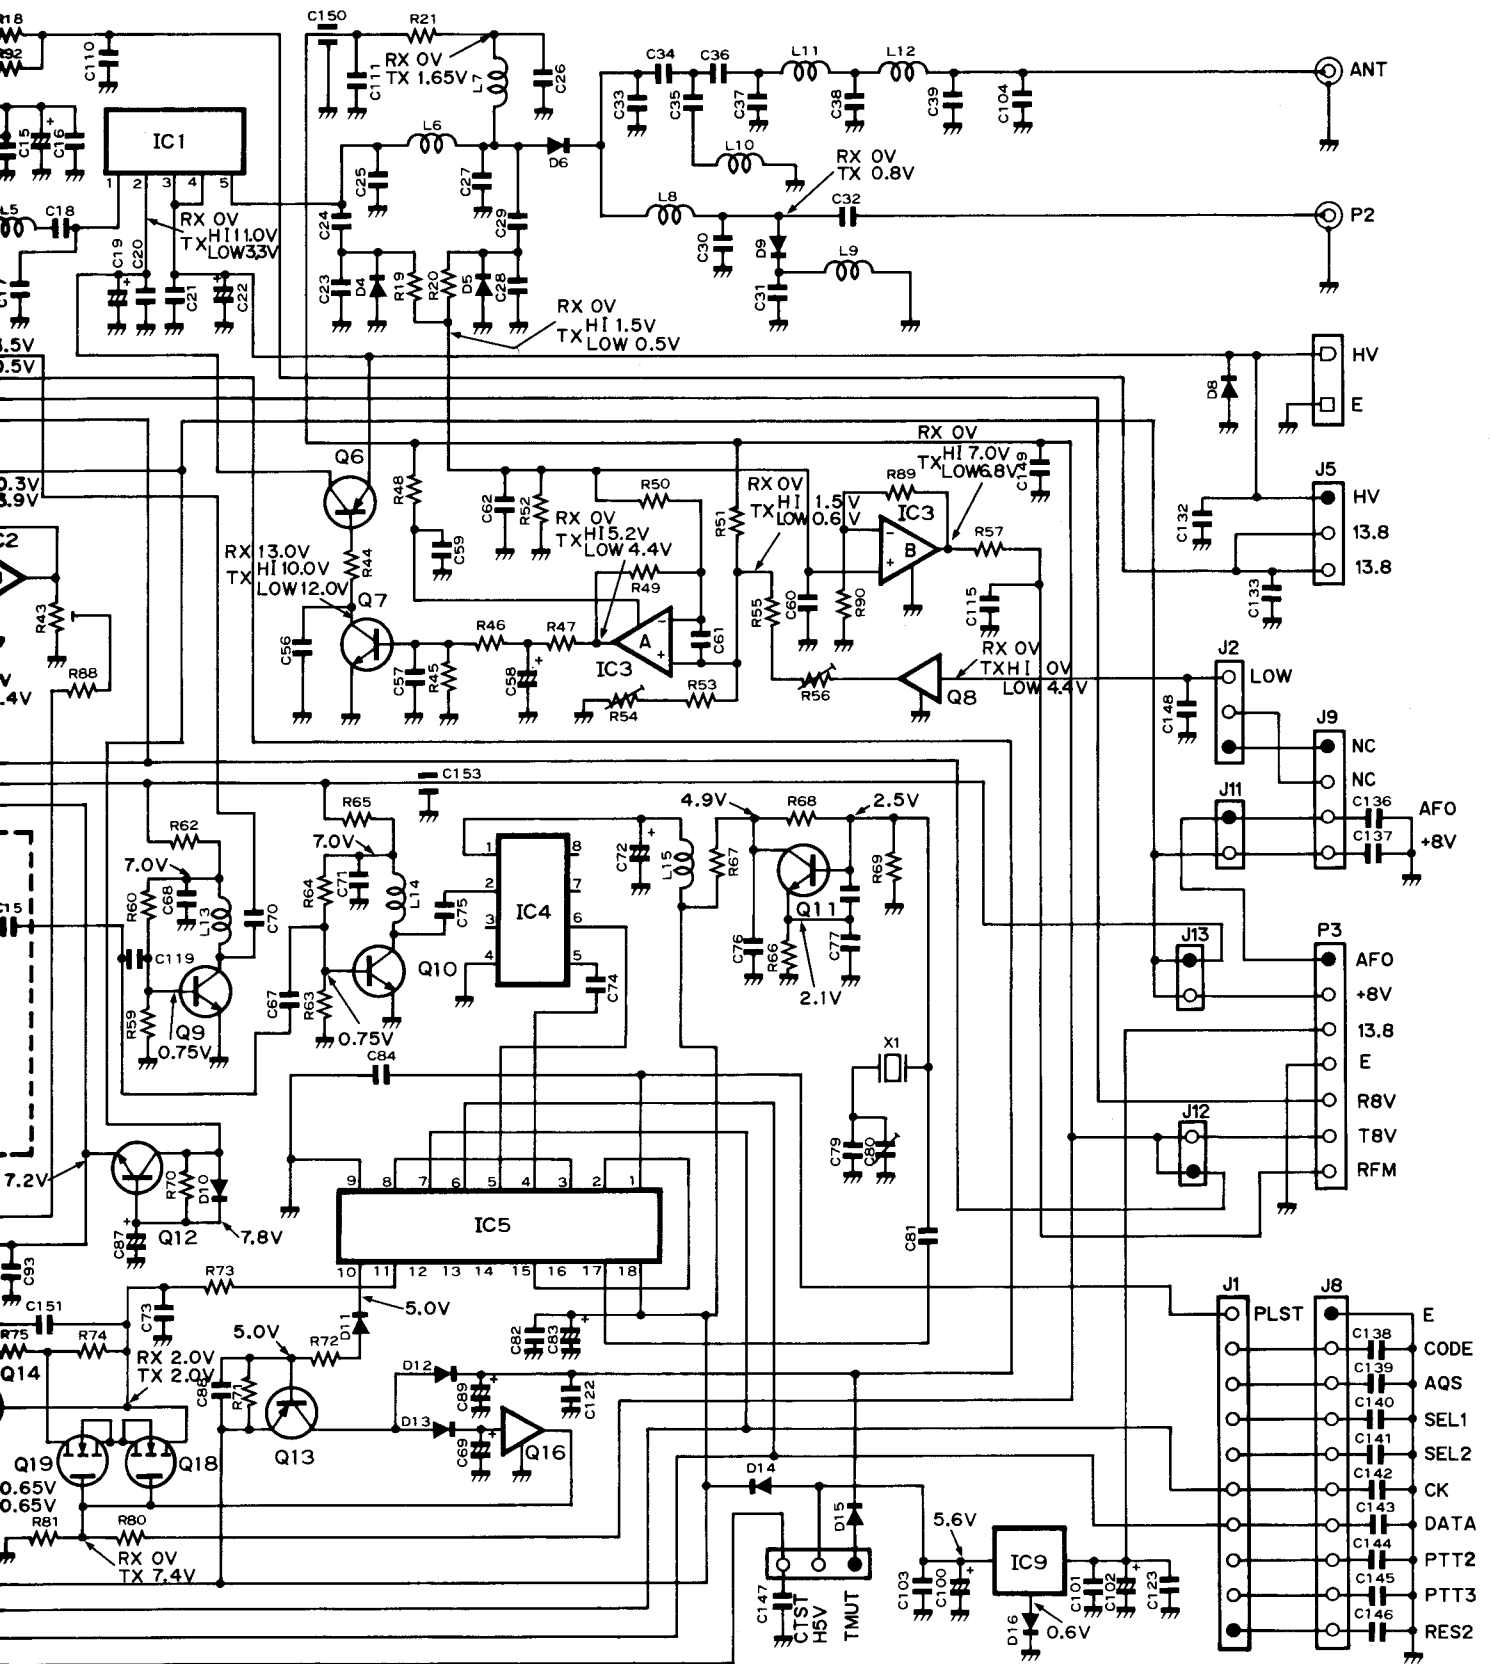 R18
C150
R21
R92
C110
C111
RX 0V
TX 1.65V
L7
C26
C34
C36
L11
L12
ANT
C33
C35
C37
C38
C39
C104
C15
C16
IC1
1 2 3 4 5
L6
D6
L10
RX 0V
TX 0.8V
C25
C27
C29
L5
C18
C24
L8
C32
P2
RX 0V
TX HI 11.0V
LOW 3.3V
C19
C20
C30
D9
L9
C17
C21
C22
C23
D4
R19
R20
D5
C28
C31
RX 0V
TX HI 1.5V
LOW 0.5V
3.5V
0.5V
HV
D8
E
Q6
RX 0V
TX HI 7.0V
LOW 6.8V
C149
J5
0.3V
3.9V
R48
C62
R52
R50
RX 0V
TX HI 1.5V
LOW 0.6V
R51
R89
IC3
B
R57
HV
C132
13.8
13.8
C133
RX 0V
TX HI 5.2V
LOW 4.4V
C59
R44
RX 13.0V
TX HI 10.0V
LOW 12.0V
Q7
R49
R43
C56
R46
R47
A
C61
IC3
R55
C60
R90
C115
RX 0V
TX HI 0V
LOW 4.4V
J2
LOW
R88
.4V
C57
R45
C58
R54
R53
R56
Q8
C148
J9
NC
NC
C153
J11
C136
AFO
C137
+8V
R62
7.0V
R65
7.0V
4.9V
R68
2.5V
C72
L15
R67
R69
R60
C68
L13
C70
R64
C71
L14
C75
IC4
1 2 3 4
8 7 6 5
Q11
C15
C119
C76
R66
C77
2.1V
J13
P3
AFO
+8V
13.8
E
R8V
T8V
RFM
R59
Q9
0.75V
C67
R63
Q10
0.75V
C74
C84
X1
C79
C80
J12
7.2V
R70
D10
C87
Q12
7.8V
9 8 7 6 5 4 3 2 1
IC5
10 11 12 13 14 15 16 17 18
C81
C93
R73
C73
5.0V
D11
C151
R75
R74
5.0V
R72
C82
C83
J1
PLST
J8
E
C138
CODE
C139
AQS
C140
SEL1
C141
SEL2
C142
CK
C143
DATA
C144
PTT2
C145
PTT3
C146
RES2
Q14
RX 2.0V
TX 2.0V
C88
R71
D12
C89
C122
Q13
D13
C69
Q16
Q19
Q18
0.65V
0.65V
R81
R80
RX 0V
TX 7.4V
D14
D15
5.6V
IC9
C147
CTST
H5V
TMUT
C103
C100
D16
0.6V
C101
C102
C123